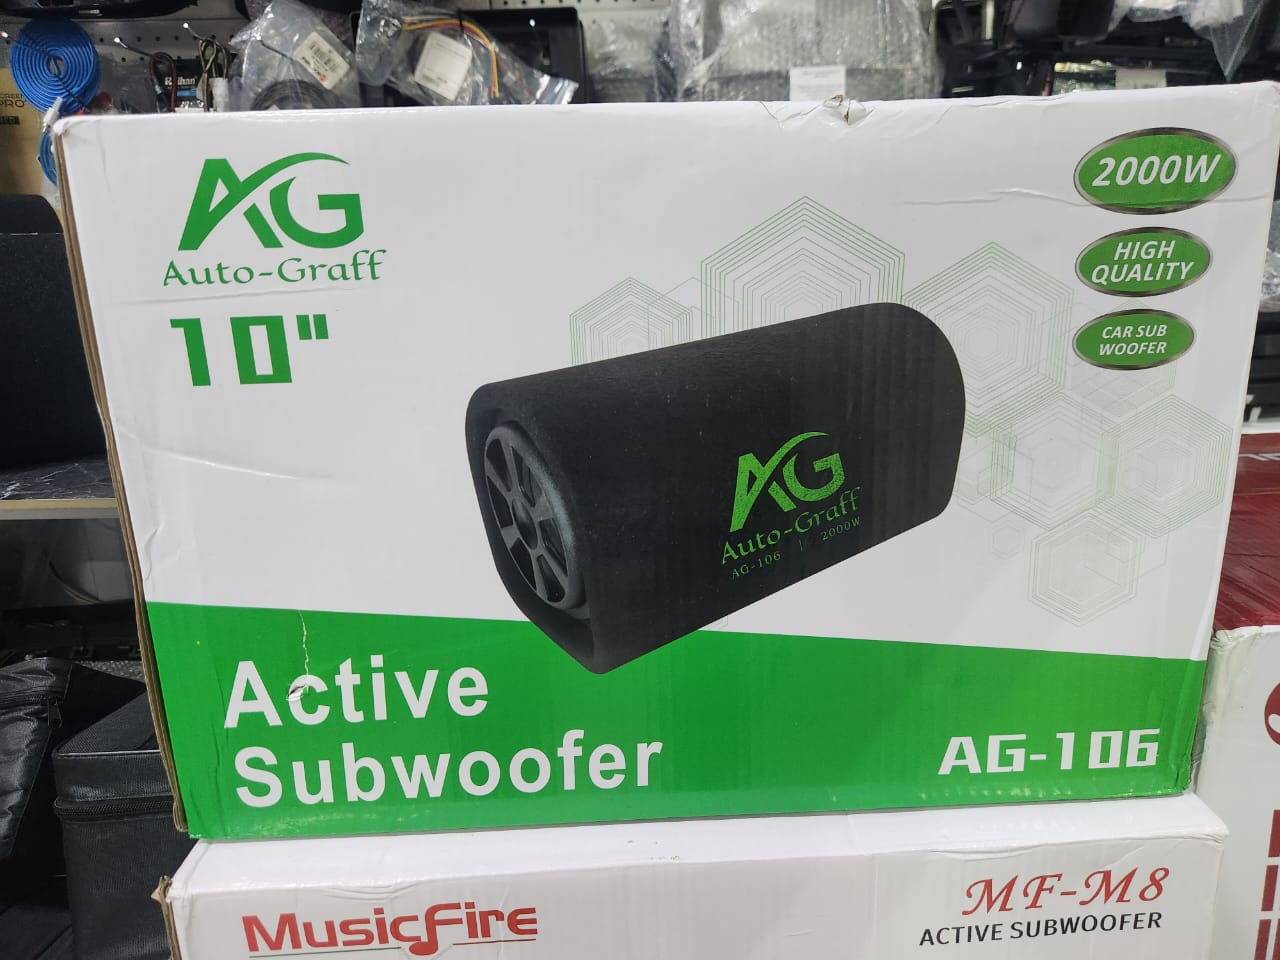 AG
Auto-Graff
10"
2000W
HIGH
QUALITY
CAR SUB
WOOFER
AG
Auto-Graff
AG-106 | 2000W
Active
Subwoofer
AG-106
MusicFire
MF-M8
ACTIVE SUBWOOFER